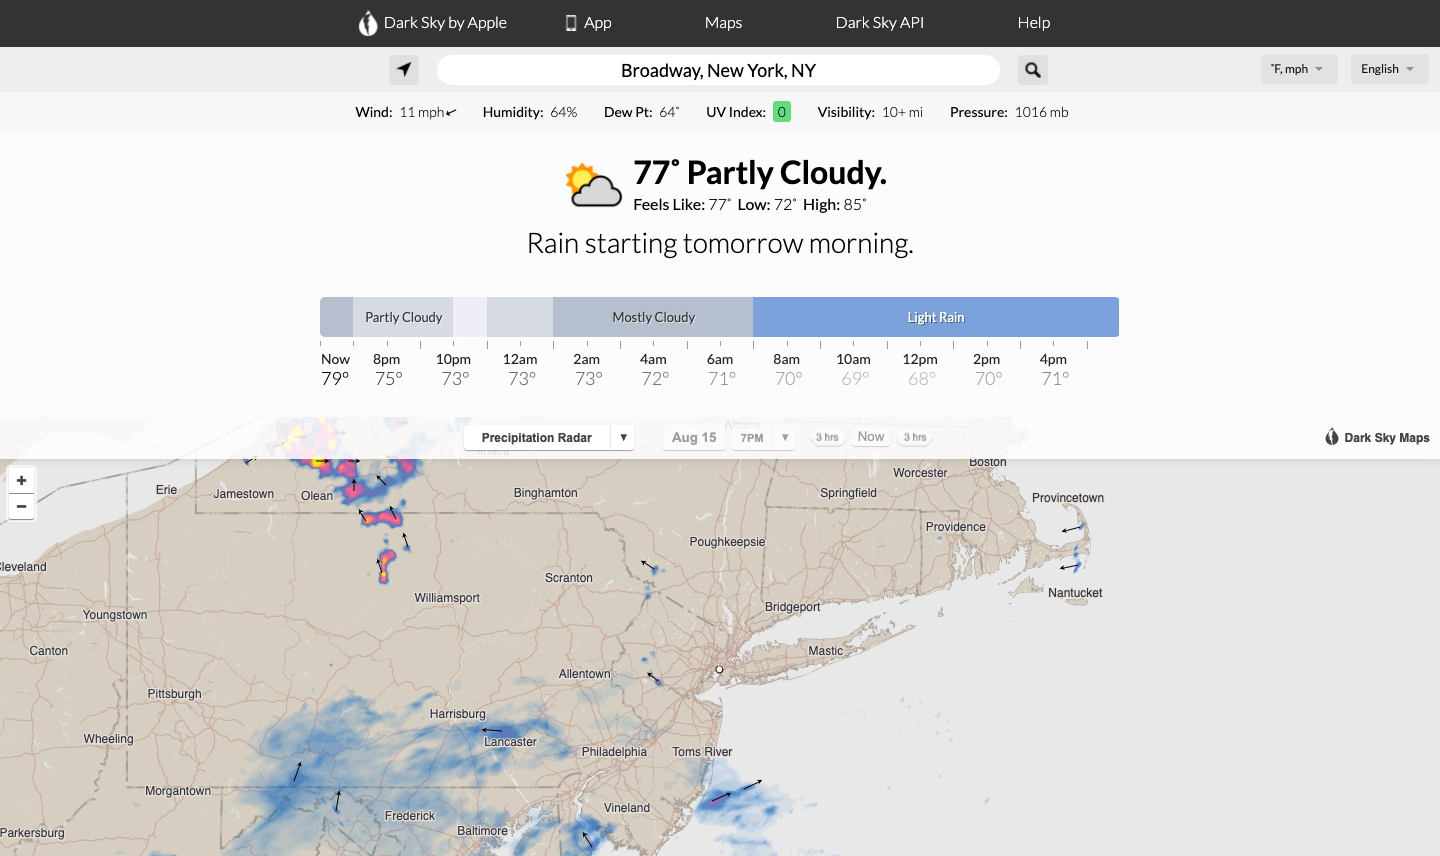 Dark Sky by Apple App Maps Dark Sky API Help
Broadway, New York, NY ˚F, mph English
Wind: 11 mph Humidity: 64% Dew Pt: 64˚ UV Index: 0 Visibility: 10+ mi Pressure: 1016 mb
77˚ Partly Cloudy.
Feels Like: 77˚ Low: 72˚ High: 85˚
Rain starting tomorrow morning.
Partly Cloudy Mostly Cloudy Light Rain
Now 8pm 10pm 12am 2am 4am 6am 8am 10am 12pm 2pm 4pm
79° 75° 73° 73° 73° 72° 71° 70° 69° 68° 70° 71°
Albany
Precipitation Radar Aug 15 7PM 3 hrs Now 3 hrs Dark Sky Maps
Ithaca
Boston
Worcester
+
Erie Jamestown Olean Binghamton Springfield Provincetown
−
Providence
Poughkeepsie
Cleveland
Scranton
Williamsport Nantucket
Youngstown Bridgeport
Canton Mastic
Allentown
Pittsburgh
Harrisburg
Wheeling Lancaster
Philadelphia Toms River
Morgantown
Vineland
Frederick
Parkersburg Baltimore